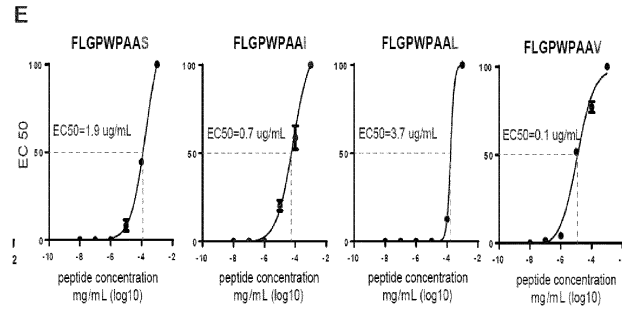 E
FLGPWPAAS
FLGPWPAAI
FLGPWPAAL
FLGPWPAAV
EC 50
100
50
0
EC50=1.9 ug/mL
-10 -8 -6 -4 -2
peptide concentration
mg/mL (log10)
100
50
0
EC50=0.7 ug/mL
-10 -8 -6 -4 -2
peptide concentration
mg/mL (log10)
100
50
0
EC50=3.7 ug/mL
-10 -8 -6 -4 -2
peptide concentration
mg/mL (log10)
100
50
0
EC50=0.1 ug/mL
-10 -8 -6 -4 -2
peptide concentration
mg/mL (log10)
2